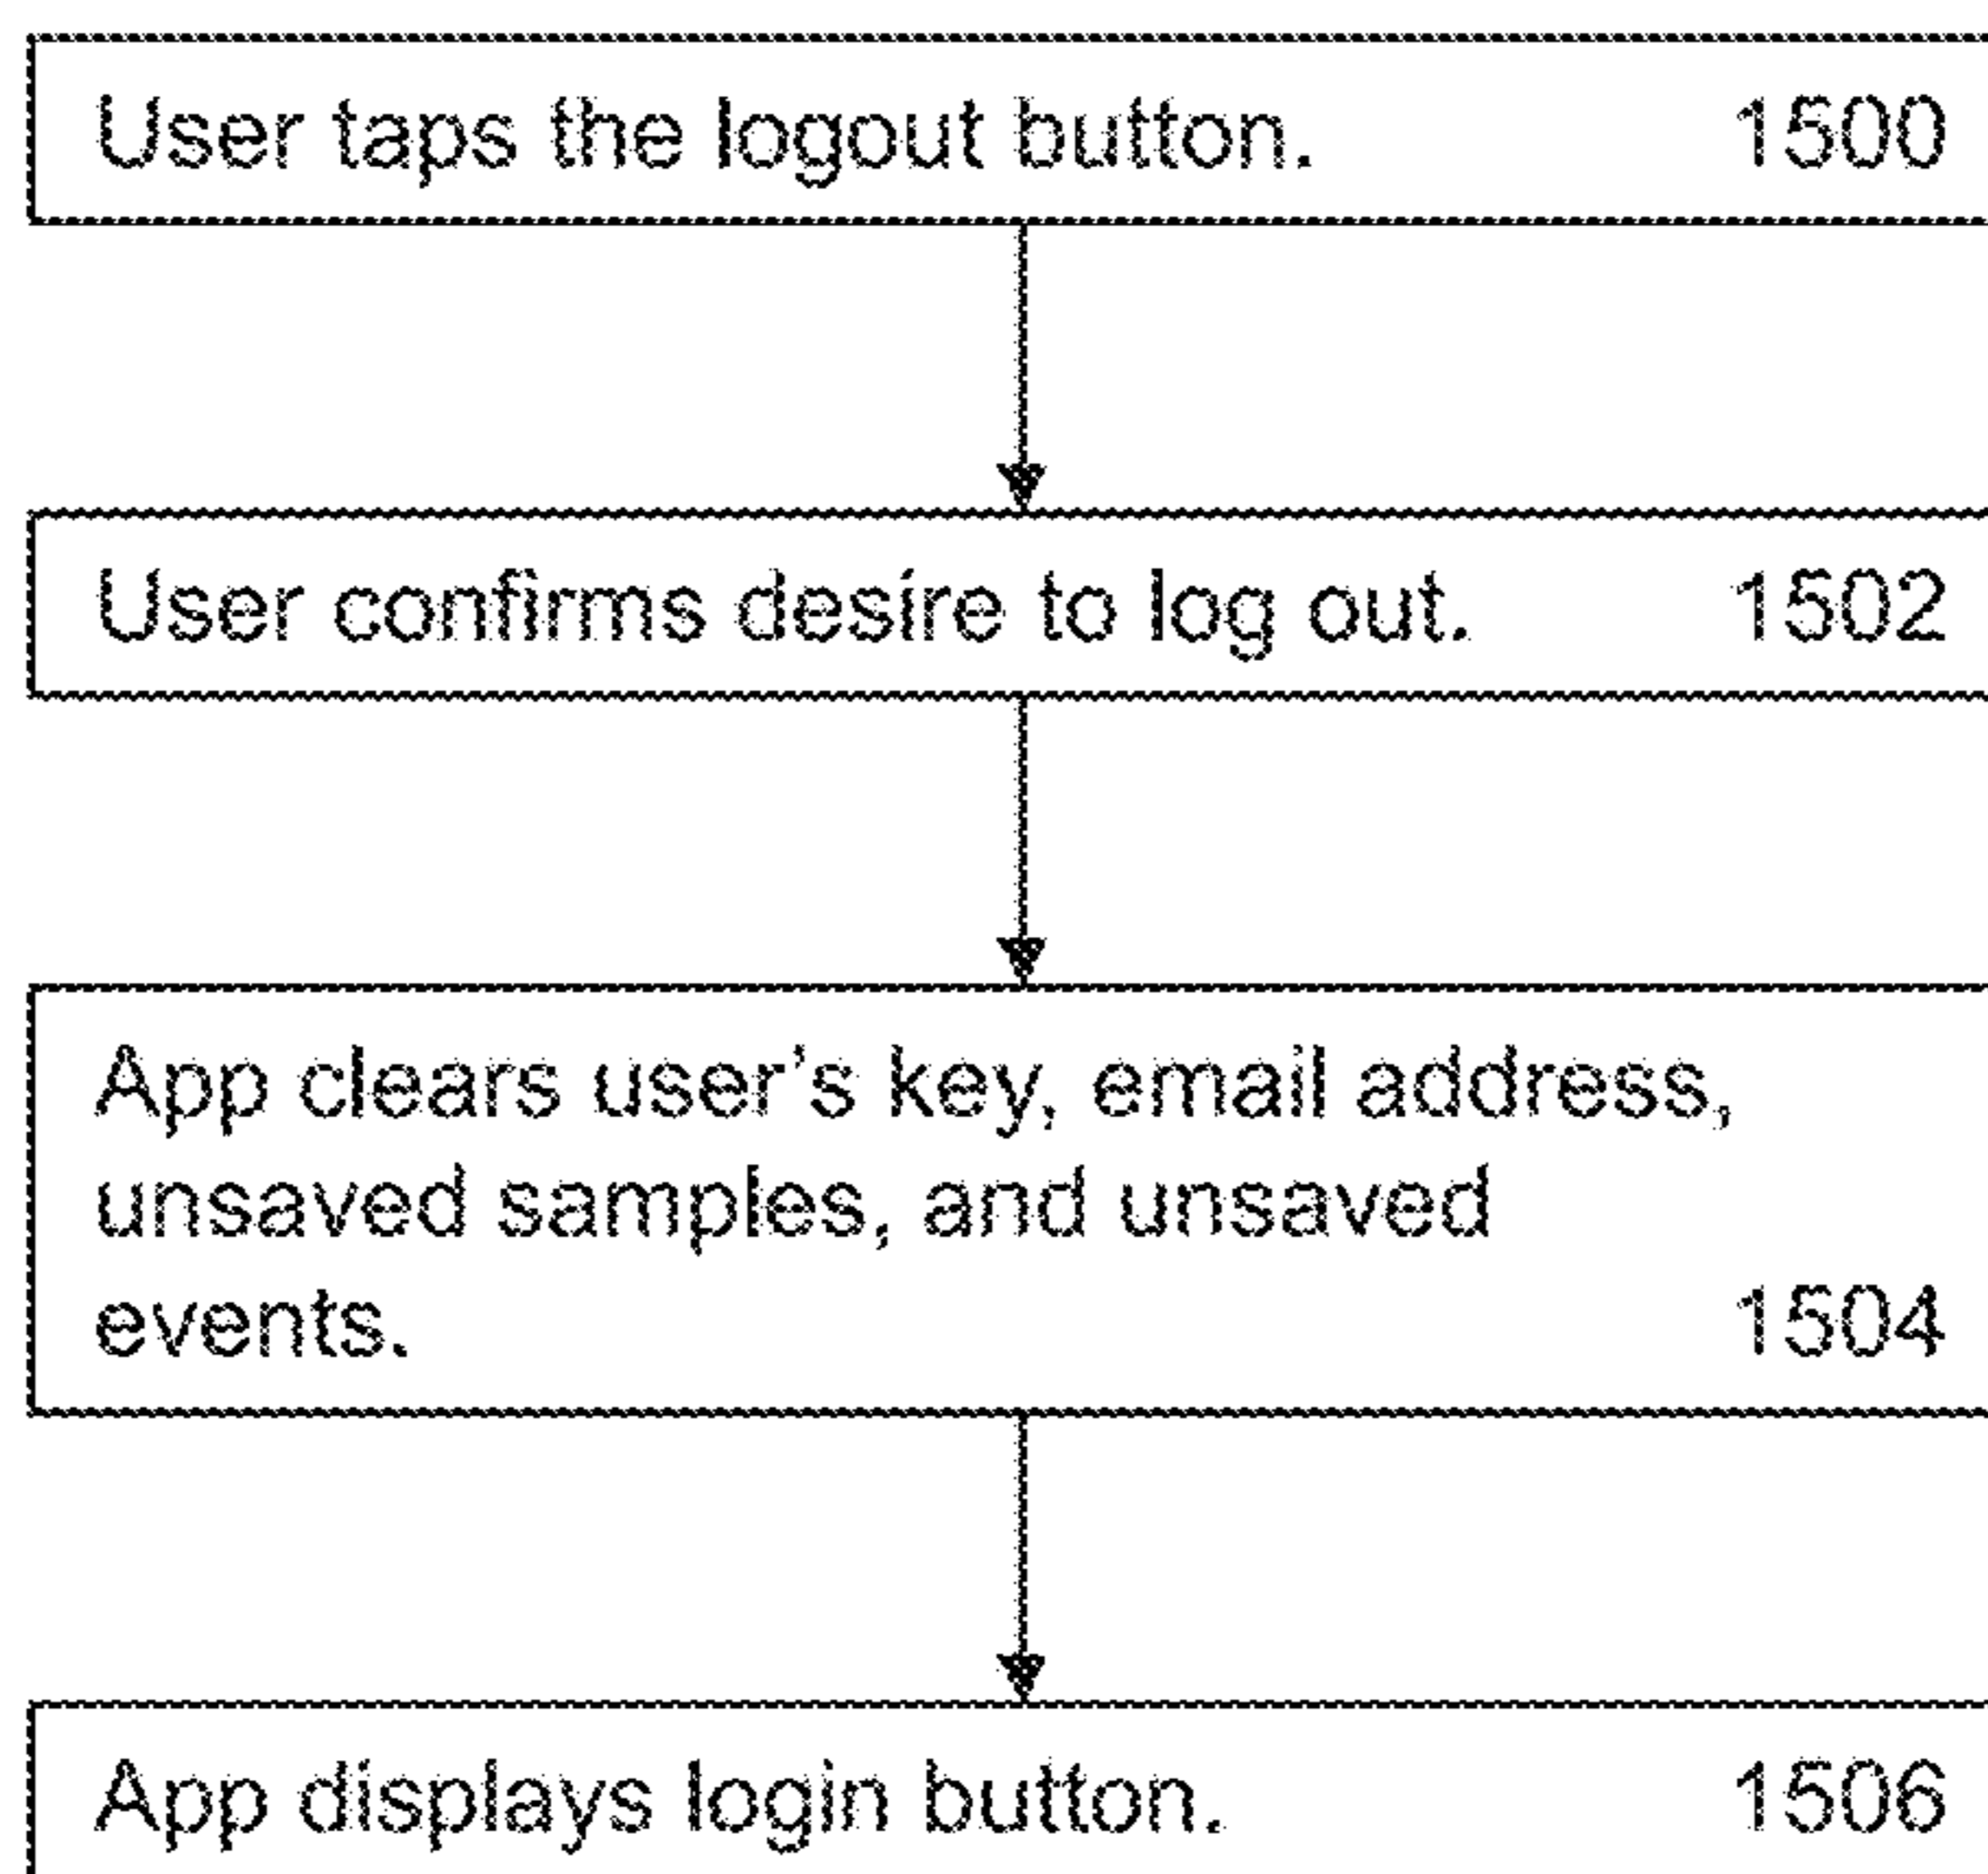 User taps the logout button. 1500
User confirms desire to log out. 1502
App clears user's key, email address,
unsaved samples, and unsaved
events. 1504
App displays login button. 1506